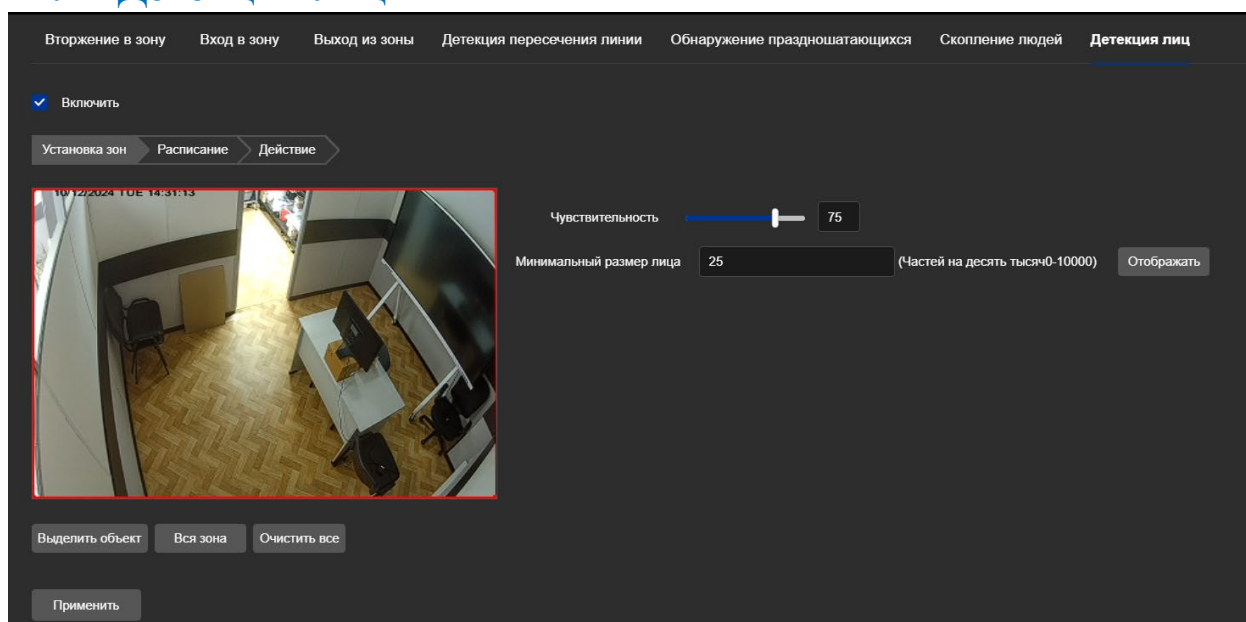 Вторжение в зону Вход в зону Выход из зоны Детекция пересечения линии Обнаружение праздношатающихся Скопление людей Детекция лиц
Включить
Установка зон Расписание Действие
10/12/2024 TUE 14:31:13
Чувствительность 75
Минимальный размер лица 25 (Частей на десять тысяч0-10000) Отображать
Выделить объект Вся зона Очистить все
Применить